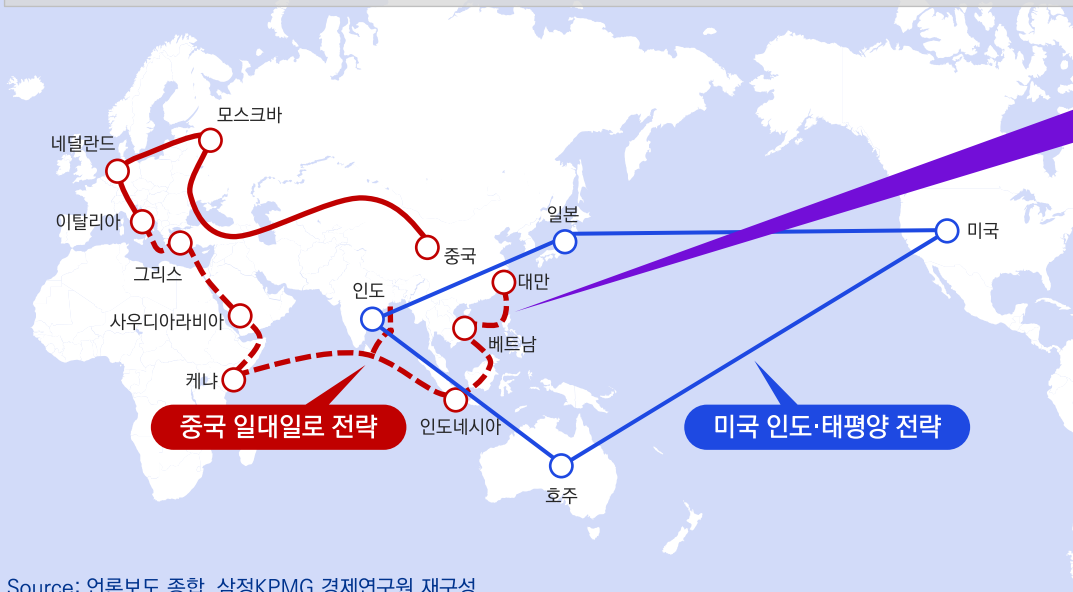 모스크바
네덜란드
이탈리아
그리스
중국
일본
미국
대만
인도
사우디아라비아
베트남
케냐
중국 일대일로 전략
인도네시아
미국 인도·태평양 전략
호주
Source: 언론보도 종합, 삼정KPMG 경제연구원 재구성